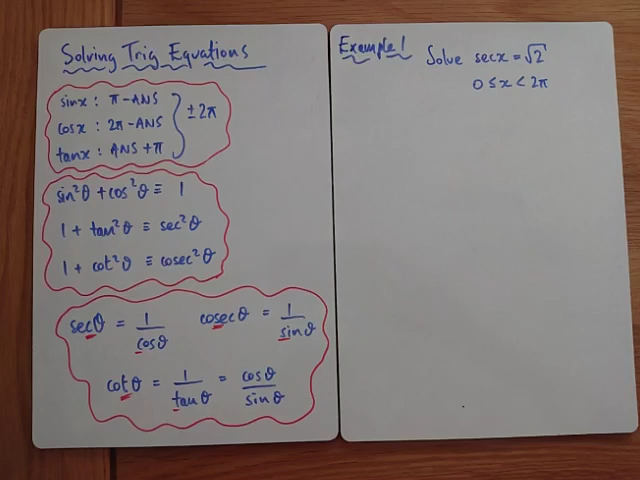 Solving Trig Equations
sinx : π - ANS
cosx : 2π - ANS
tanx : ANS + π
± 2π
sin²θ + cos²θ ≡ 1
1 + tan²θ ≡ sec²θ
1 + cot²θ ≡ cosec²θ
secθ = 1/cosθ cosecθ = 1/sinθ
cotθ = 1/tanθ = cosθ/sinθ
Example 1 Solve secx = √2
0 ≤ x < 2π